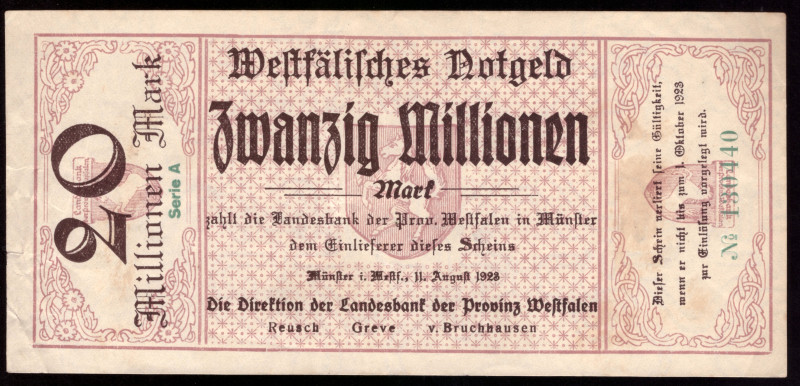 20
Millionen Mark
Serie A
Westfälisches Notgeld
Zwanzig Millionen
Mark
zahlt die Landesbank der Prov. Westfalen in Münster
dem Einlieferer dieses Scheins
Münster i. Westf., 11. August 1923
Die Direktion der Landesbank der Provinz Westfalen
Reusch Greve v. Bruchhausen
Dieser Schein verliert seine Gültigkeit,
wenn er nicht bis zum 1. Oktober 1923
zur Einlösung vorgelegt wird.
№ 130440